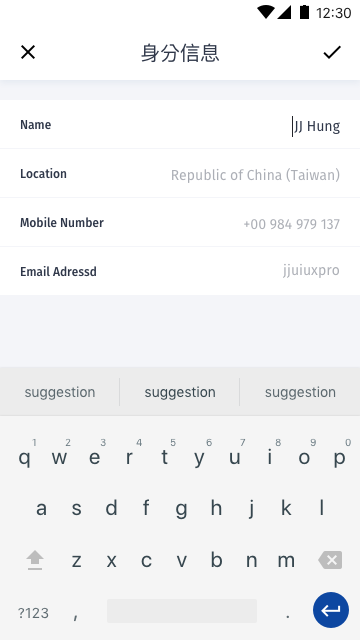 12:30
身分信息
Name JJ Hung
Location Republic of China (Taiwan)
Mobile Number +00 984 979 137
Email Adressd jjuiuxpro
suggestion suggestion suggestion
1 2 3 4 5 6 7 8 9 0
q w e r t y u i o p
a s d f g h j k l
z x c v b n m
?123 , .